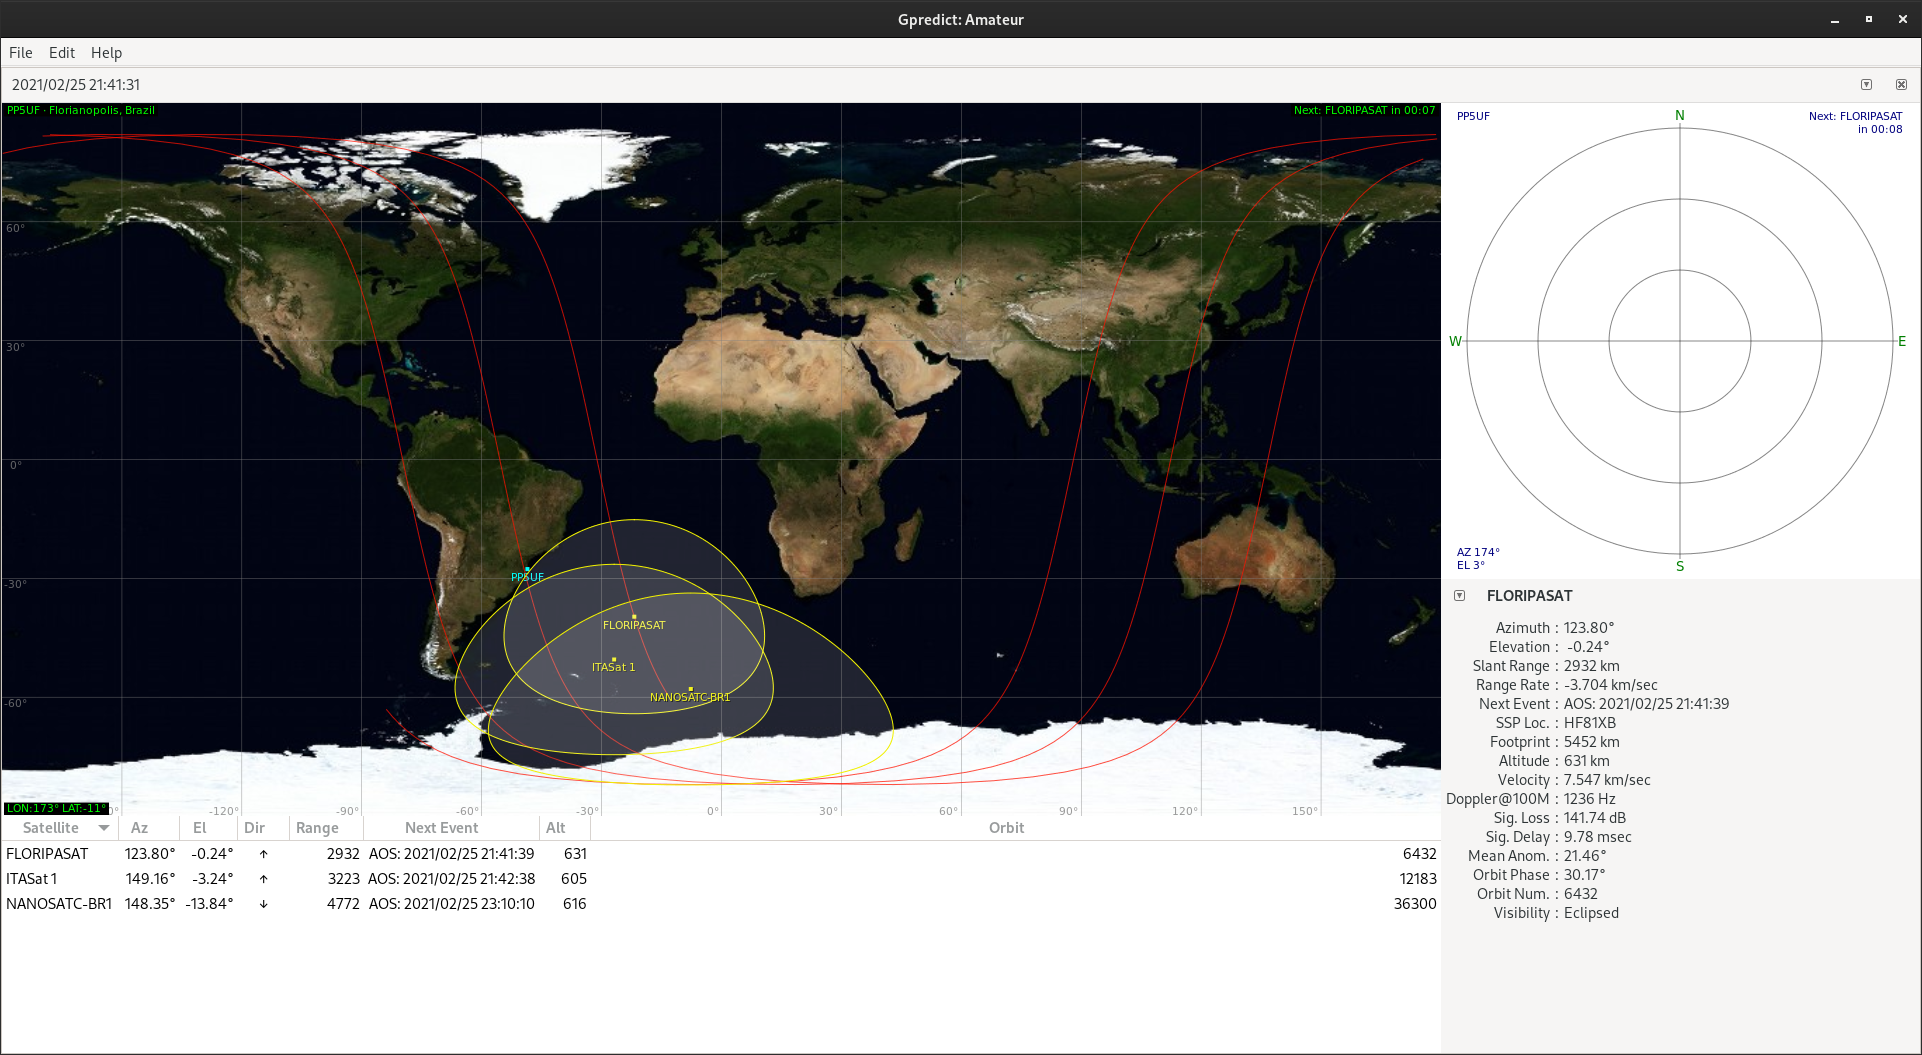 Gpredict: Amateur
File Edit Help
2021/02/25 21:41:31
PP5UF - Florianopolis, Brazil
Next: FLORIPASAT in 00:07
60°
30°
0°
-30°
-60°
PP5UF
FLORIPASAT
ITASat 1
NANOSATC-BR1
LON:173° LAT:-11°
0° -120° -90° -60° -30° 0° 30° 60° 90° 120° 150°
PP5UF
Next: FLORIPASAT
in 00:08
N
W
E
S
AZ 174°
EL 3°
Satellite Az El Dir Range Next Event Alt Orbit
FLORIPASAT 123.80° -0.24° ↑ 2932 AOS: 2021/02/25 21:41:39 631 6432
ITASat 1 149.16° -3.24° ↑ 3223 AOS: 2021/02/25 21:42:38 605 12183
NANOSATC-BR1 148.35° -13.84° ↓ 4772 AOS: 2021/02/25 23:10:10 616 36300
FLORIPASAT
Azimuth : 123.80°
Elevation : -0.24°
Slant Range : 2932 km
Range Rate : -3.704 km/sec
Next Event : AOS: 2021/02/25 21:41:39
SSP Loc. : HF81XB
Footprint : 5452 km
Altitude : 631 km
Velocity : 7.547 km/sec
Doppler@100M : 1236 Hz
Sig. Loss : 141.74 dB
Sig. Delay : 9.78 msec
Mean Anom. : 21.46°
Orbit Phase : 30.17°
Orbit Num. : 6432
Visibility : Eclipsed